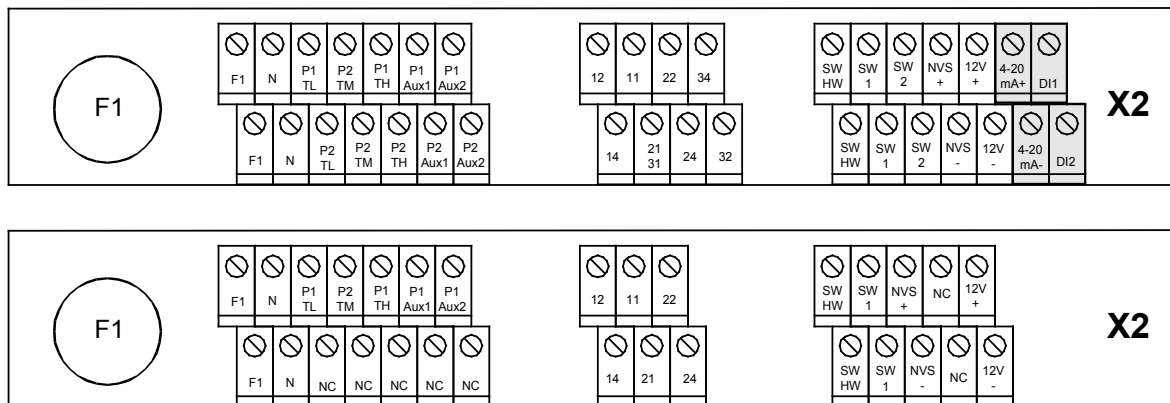 F1 N P1 P2 P1 P1 P1 12 11 22 34 SW SW SW NVS 12V 4-20 DI1
TL TM TH Aux1 Aux2 HW 1 2 + + mA+
F1 X2
F1 N P2 P2 P2 P2 P2 14 21 24 32 SW SW SW NVS 12V 4-20 DI2
TL TM TH Aux1 Aux2 31 HW 1 2 - - mA-
F1 N P1 P2 P1 P1 P1 12 11 22 SW SW NVS NC 12V
TL TM TH Aux1 Aux2 HW 1 + +
F1 X2
F1 N NC NC NC NC NC 14 21 24 SW SW NVS NC 12V
HW 1 - -